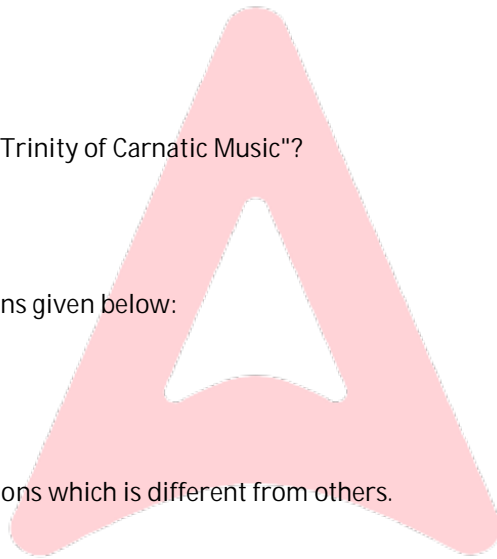 Trinity of Carnatic Music"?
ns given below:
ons which is different from others.